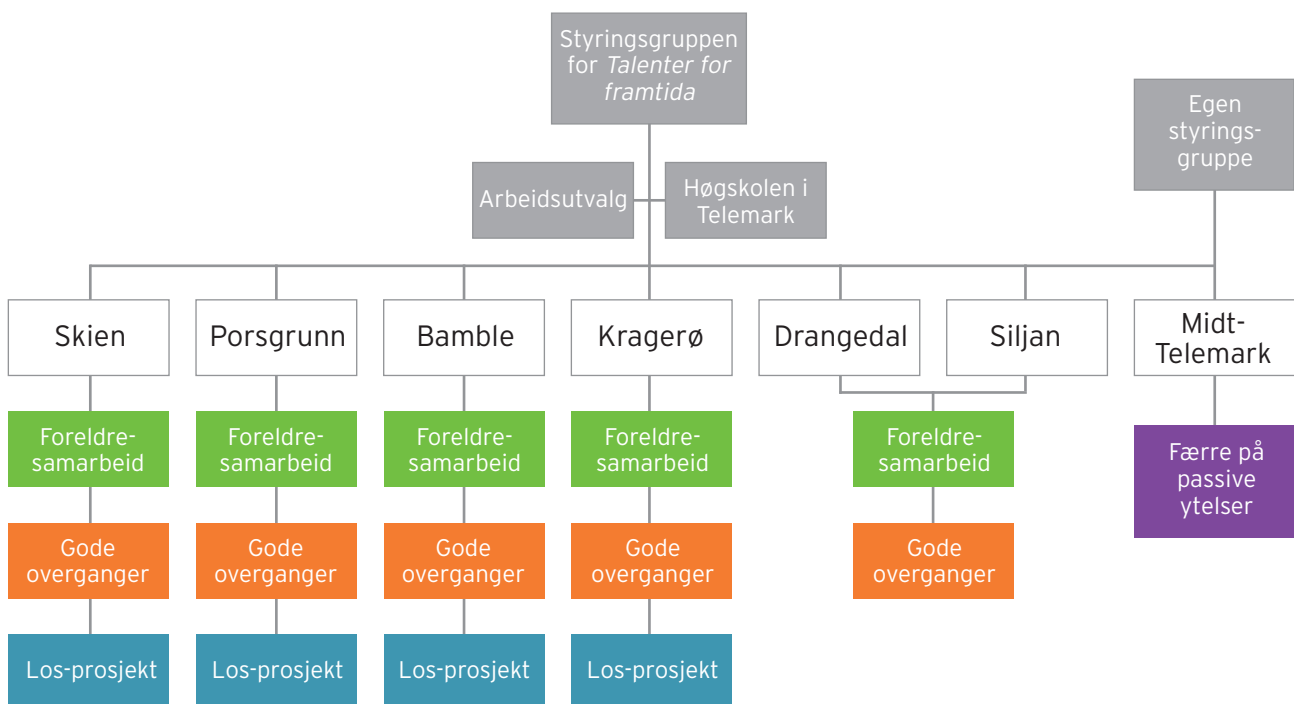 Styringsgruppen
for Talenter for
framtida
Egen
styrings-
gruppe
Arbeidsutvalg
Høgskolen i
Telemark
Skien
Porsgrunn
Bamble
Kragerø
Drangedal
Siljan
Midt-
Telemark
Foreldre-
samarbeid
Foreldre-
samarbeid
Foreldre-
samarbeid
Foreldre-
samarbeid
Foreldre-
samarbeid
Færre på
passive
ytelser
Gode
overganger
Gode
overganger
Gode
overganger
Gode
overganger
Gode
overganger
Los-prosjekt
Los-prosjekt
Los-prosjekt
Los-prosjekt